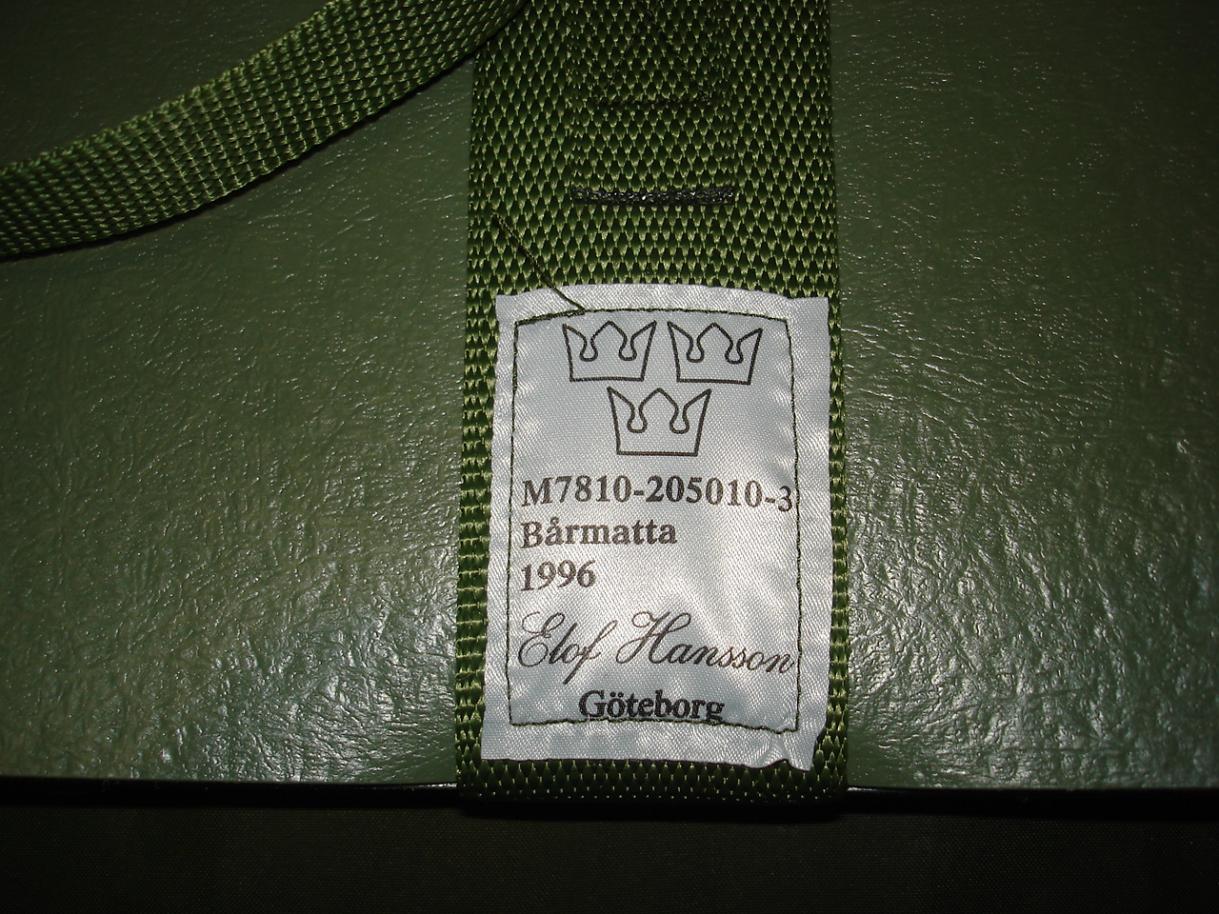 M7810-205010-3
Bårmatta
1996
Elof Hansson
Göteborg